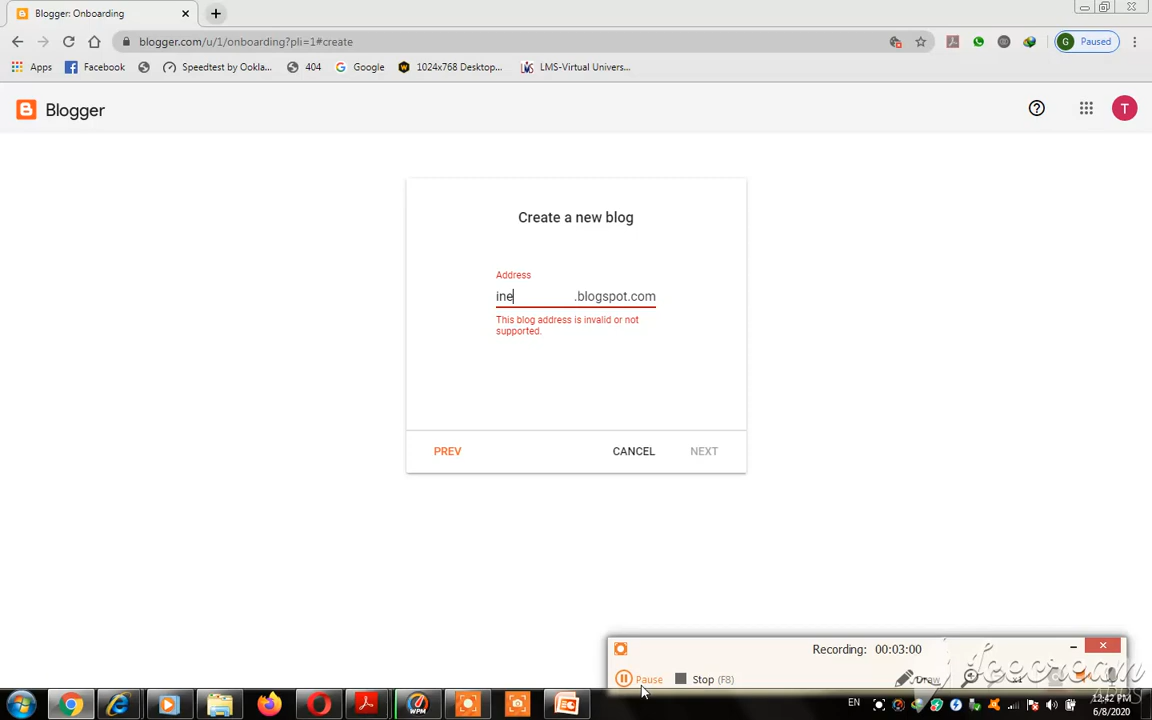 Blogger: Onboarding
blogger.com/u/1/onboarding?pli=1#create
G Paused
Apps Facebook Speedtest by Ookla... 404 Google 1024x768 Desktop... LMS-Virtual Univers...
Blogger
T
Create a new blog
Address
ine .blogspot.com
This blog address is invalid or not
supported.
PREV CANCEL NEXT
Recording: 00:03:00
Pause Stop (F8) Draw
Icecream
APPS
EN 12:42 PM
6/8/2020